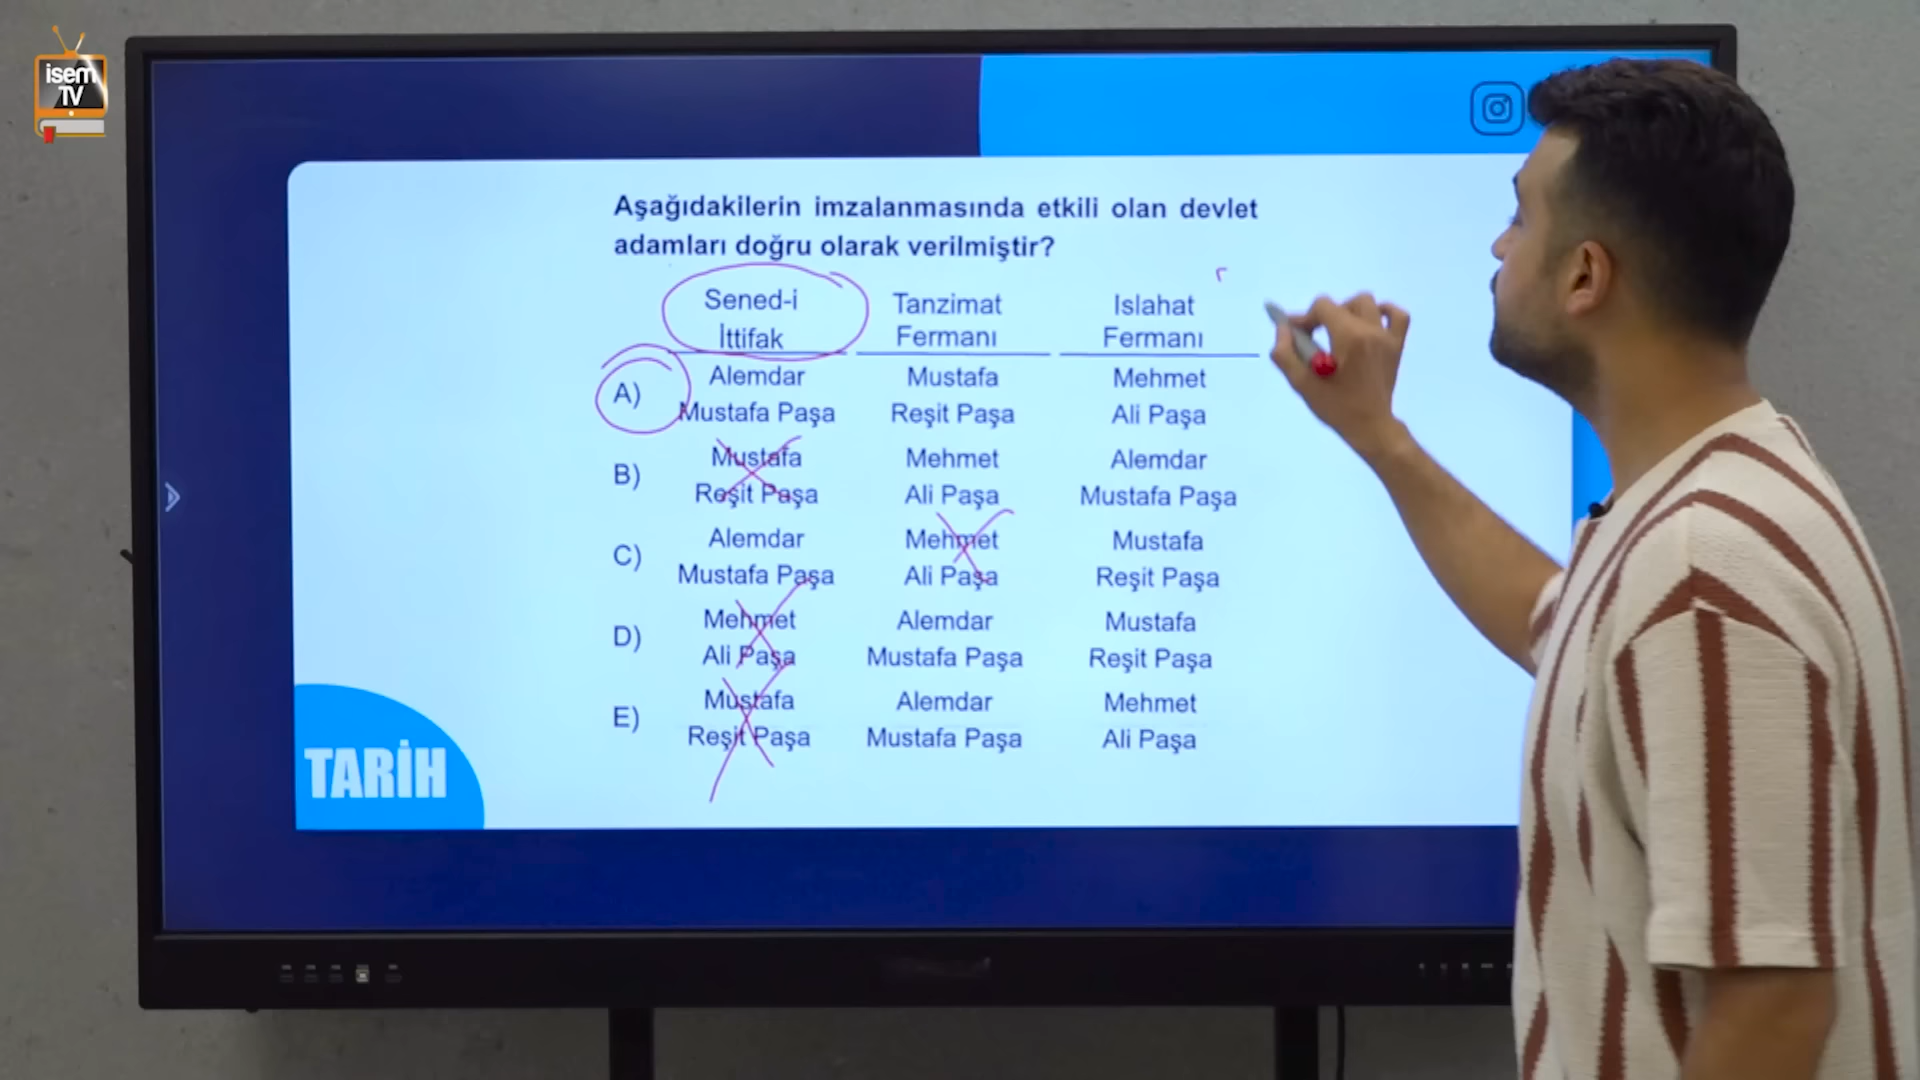 isem
TV
Aşağıdakilerin imzalanmasında etkili olan devlet
adamları doğru olarak verilmiştir?
Sened-i İttifak
Tanzimat Fermanı
Islahat Fermanı
A) Alemdar Mustafa Paşa Mustafa Reşit Paşa Mehmet Ali Paşa
B) Mustafa Reşit Paşa Mehmet Ali Paşa Alemdar Mustafa Paşa
C) Alemdar Mustafa Paşa Mehmet Ali Paşa Mustafa Reşit Paşa
D) Mehmet Ali Paşa Alemdar Mustafa Paşa Mustafa Reşit Paşa
E) Mustafa Reşit Paşa Alemdar Mustafa Paşa Mehmet Ali Paşa
TARİH